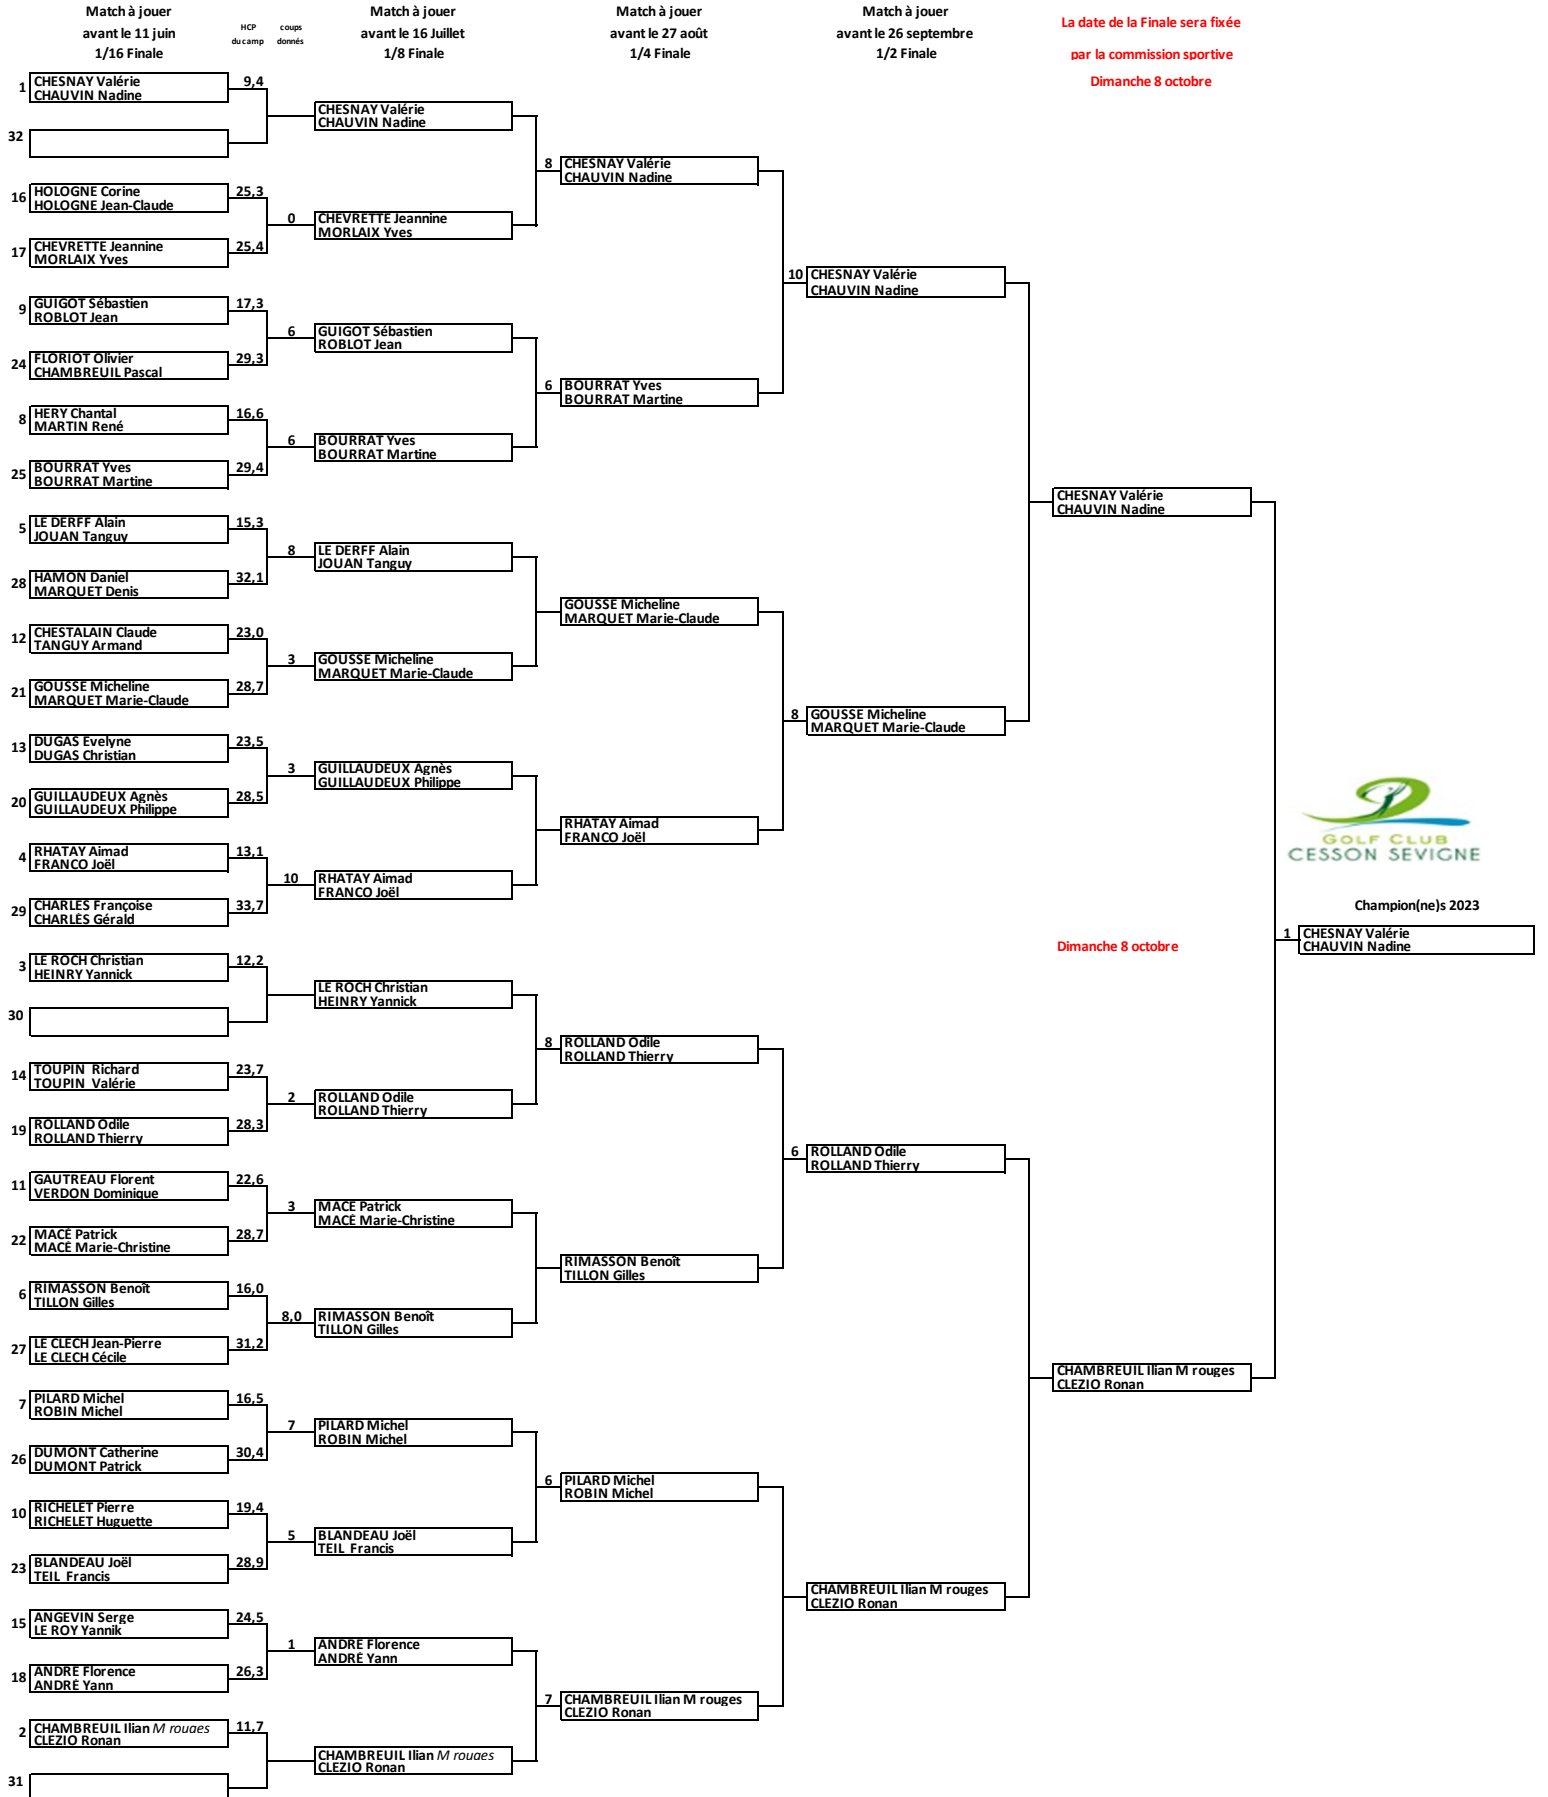 Match à jouer
avant le 11 juin
1/16 Finale
HCP
du camp
coups
donnés
Match à jouer
avant le 16 Juillet
1/8 Finale
Match à jouer
avant le 27 août
1/4 Finale
Match à jouer
avant le 26 septembre
1/2 Finale
La date de la Finale sera fixée
par la commission sportive
Dimanche 8 octobre
1 CHESNAY Valérie 9,4
CHAUVIN Nadine
32
16 HOLOGNE Corine 25,3
HOLOGNE Jean-Claude
17 CHEVRETTE Jeannine 25,4
MORLAIX Yves
9 GUIGOT Sébastien 17,3
ROBLOT Jean
24 FLORIOT Olivier 29,3
CHAMBREUIL Pascal
8 HERY Chantal 16,6
MARTIN René
25 BOURRAT Yves 29,4
BOURRAT Martine
5 LE DERFF Alain 15,3
JOUAN Tanguy
28 HAMON Daniel 32,1
MARQUET Denis
12 CHESTALAIN Claude 23,0
TANGUY Armand
21 GOUSSE Micheline 28,7
MARQUET Marie-Claude
13 DUGAS Evelyne 23,5
DUGAS Christian
20 GUILLAUDEUX Agnès 28,5
GUILLAUDEUX Philippe
4 RHATAY Aimad 13,1
FRANCO Joël
29 CHARLES Françoise 33,7
CHARLES Gérald
3 LE ROCH Christian 12,2
HEINRY Yannick
30
14 TOUPIN Richard 23,7
TOUPIN Valérie
19 ROLLAND Odile 28,3
ROLLAND Thierry
11 GAUTREAU Florent 22,6
VERDON Dominique
22 MACÉ Patrick 28,7
MACÉ Marie-Christine
6 RIMASSON Benoît 16,0
TILLON Gilles
27 LE CLECH Jean-Pierre 31,2
LE CLECH Cécile
7 PILARD Michel 16,5
ROBIN Michel
26 DUMONT Catherine 30,4
DUMONT Patrick
10 RICHELET Pierre 19,4
RICHELET Huguette
23 BLANDEAU Joël 28,9
TEIL Francis
15 ANGEVIN Serge 24,5
LE ROY Yannik
18 ANDRÉ Florence 26,3
ANDRÉ Yann
2 CHAMBREUIL Ilian M rouges 11,7
CLEZIO Ronan
31
CHESNAY Valérie
CHAUVIN Nadine
0 CHEVRETTE Jeannine
MORLAIX Yves
6 GUIGOT Sébastien
ROBLOT Jean
6 BOURRAT Yves
BOURRAT Martine
8 LE DERFF Alain
JOUAN Tanguy
3 GOUSSE Micheline
MARQUET Marie-Claude
3 GUILLAUDEUX Agnès
GUILLAUDEUX Philippe
10 RHATAY Aimad
FRANCO Joël
LE ROCH Christian
HEINRY Yannick
2 ROLLAND Odile
ROLLAND Thierry
3 MACÉ Patrick
MACÉ Marie-Christine
8,0 RIMASSON Benoît
TILLON Gilles
7 PILARD Michel
ROBIN Michel
5 BLANDEAU Joël
TEIL Francis
1 ANDRÉ Florence
ANDRÉ Yann
CHAMBREUIL Ilian M rouges
CLEZIO Ronan
8 CHESNAY Valérie
CHAUVIN Nadine
6 BOURRAT Yves
BOURRAT Martine
GOUSSE Micheline
MARQUET Marie-Claude
RHATAY Aimad
FRANCO Joël
8 ROLLAND Odile
ROLLAND Thierry
RIMASSON Benoît
TILLON Gilles
6 PILARD Michel
ROBIN Michel
7 CHAMBREUIL Ilian M rouges
CLEZIO Ronan
10 CHESNAY Valérie
CHAUVIN Nadine
8 GOUSSE Micheline
MARQUET Marie-Claude
6 ROLLAND Odile
ROLLAND Thierry
CHAMBREUIL Ilian M rouges
CLEZIO Ronan
CHESNAY Valérie
CHAUVIN Nadine
Dimanche 8 octobre
CHAMBREUIL Ilian M rouges
CLEZIO Ronan
GOLF CLUB
CESSON SEVIGNE
Champion(ne)s 2023
1 CHESNAY Valérie
CHAUVIN Nadine